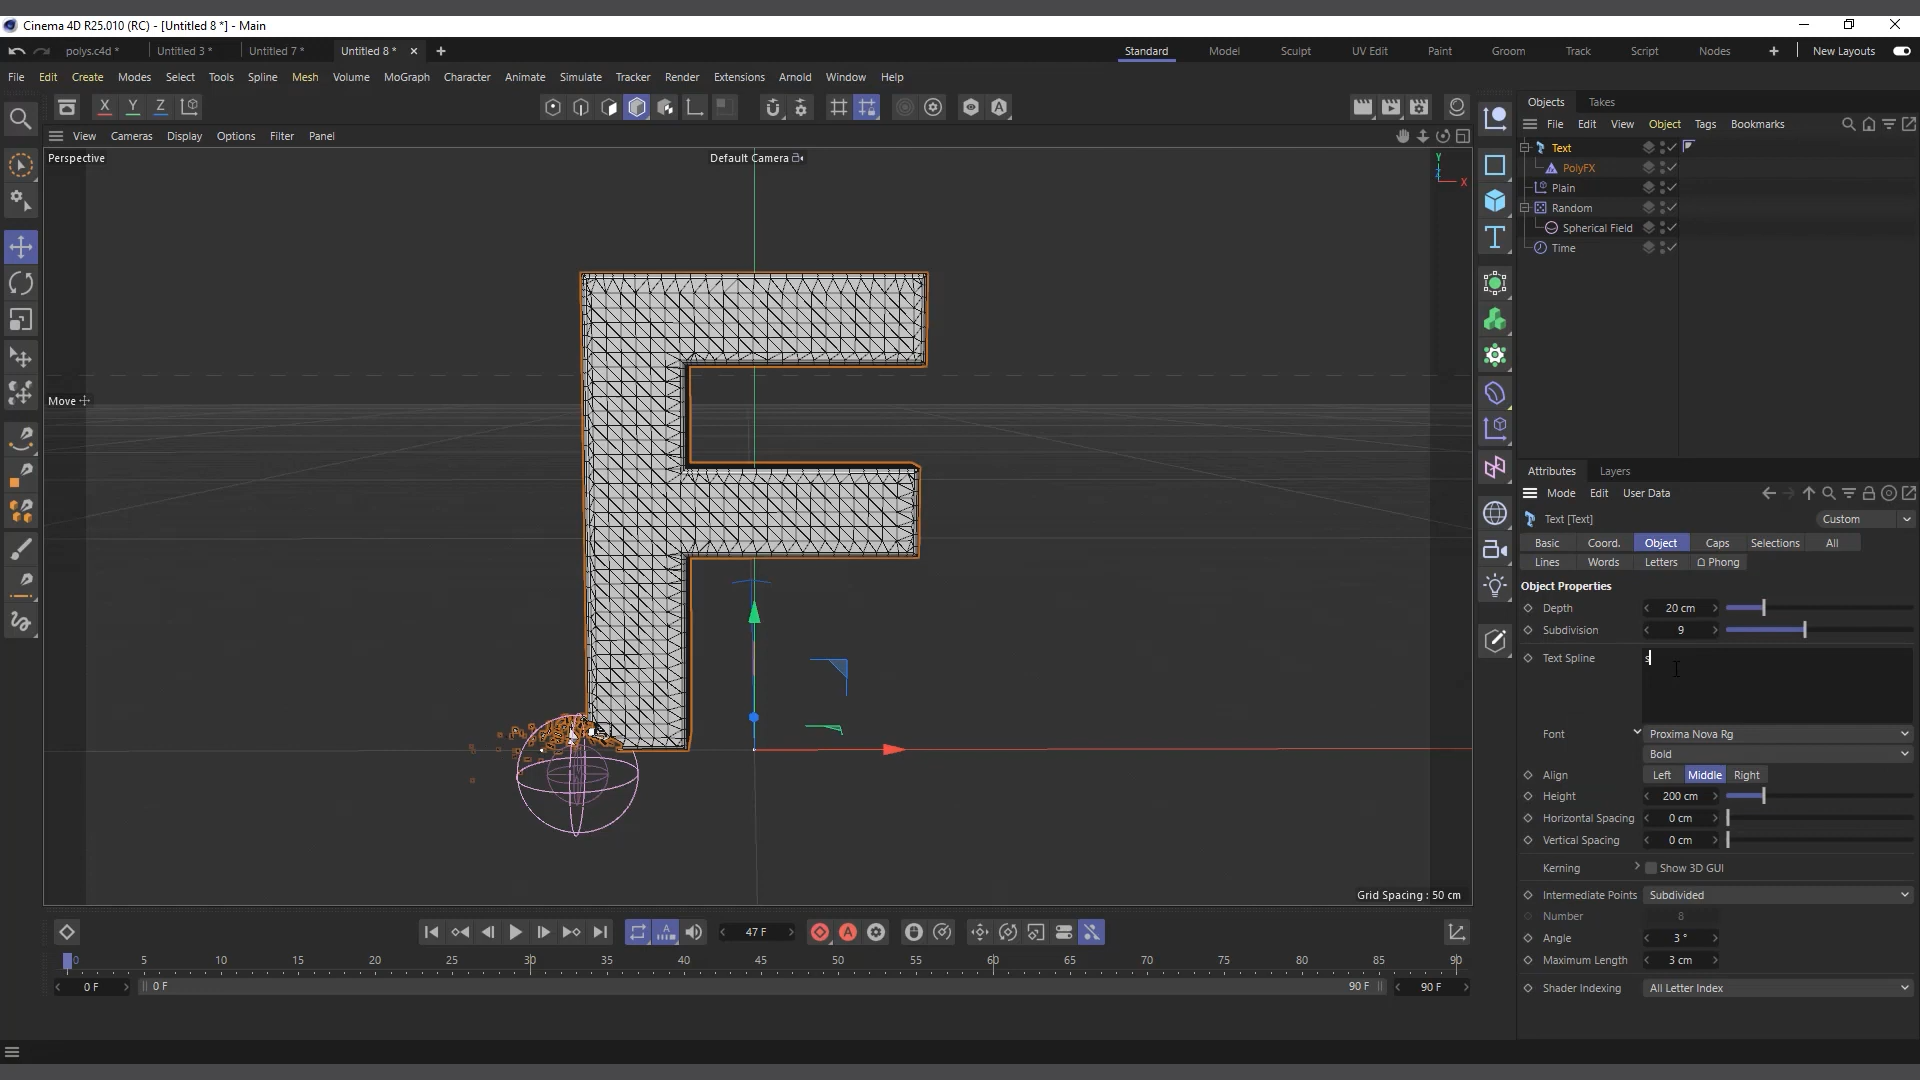 Cinema 4D R25.010 (RC) - [Untitled 8 *] - Main
polys.c4d * Untitled 3 * Untitled 7 * Untitled 8 * Standard Model Sculpt UV Edit Paint Groom Track Script Nodes New Layouts
File Edit Create Modes Select Tools Spline Mesh Volume MoGraph Character Animate Simulate Tracker Render Extensions Arnold Window Help
X Y Z
Objects Takes
File Edit View Object Tags Bookmarks
View Cameras Display Options Filter Panel
Perspective
Default Camera
Y
Z
X
Text
PolyFX
Plain
Random
Spherical Field
Time
Move
F
Attributes Layers
Mode Edit User Data
Text [Text]
Custom
Basic Coord. Object Caps Selections All
Lines Words Letters Phong
Object Properties
Depth 20 cm
Subdivision 9
Text Spline s
Font Proxima Nova Rg
Bold
Align Left Middle Right
Height 200 cm
Horizontal Spacing 0 cm
Vertical Spacing 0 cm
Kerning Show 3D GUI
Intermediate Points Subdivided
Number 8
Angle 3 °
Maximum Length 3 cm
Shader Indexing All Letter Index
Grid Spacing : 50 cm
47 F
0 5 10 15 20 25 30 35 40 45 50 55 60 65 70 75 80 85 90
0 F 0 F 90 F 90 F